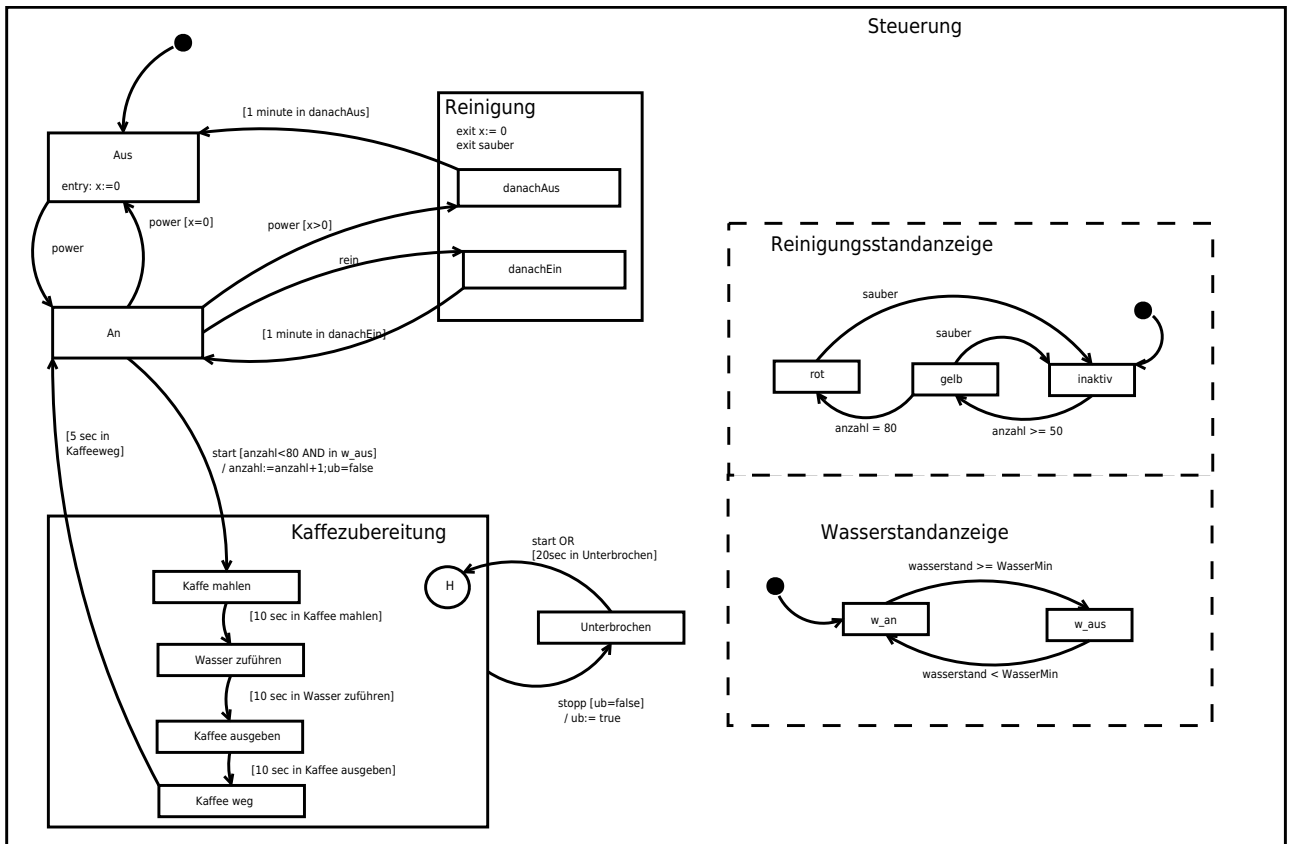 Steuerung
[1 minute in danachAus]
Reinigung
exit x:= 0
exit sauber
Aus
entry: x:=0
danachAus
power [x=0]
power [x>0]
power
rein
danachEin
An
[1 minute in danachEin]
Reinigungsstandanzeige
sauber
sauber
rot
gelb
inaktiv
anzahl = 80
anzahl >= 50
[5 sec in
Kaffeeweg]
start [anzahl<80 AND in w_aus]
/ anzahl:=anzahl+1;ub=false
Kaffezubereitung
Kaffe mahlen
[10 sec in Kaffee mahlen]
Wasser zuführen
[10 sec in Wasser zuführen]
Kaffee ausgeben
[10 sec in Kaffee ausgeben]
Kaffee weg
H
start OR
[20sec in Unterbrochen]
Unterbrochen
stopp [ub=false]
/ ub:= true
Wasserstandanzeige
wasserstand >= WasserMin
w_an
w_aus
wasserstand < WasserMin